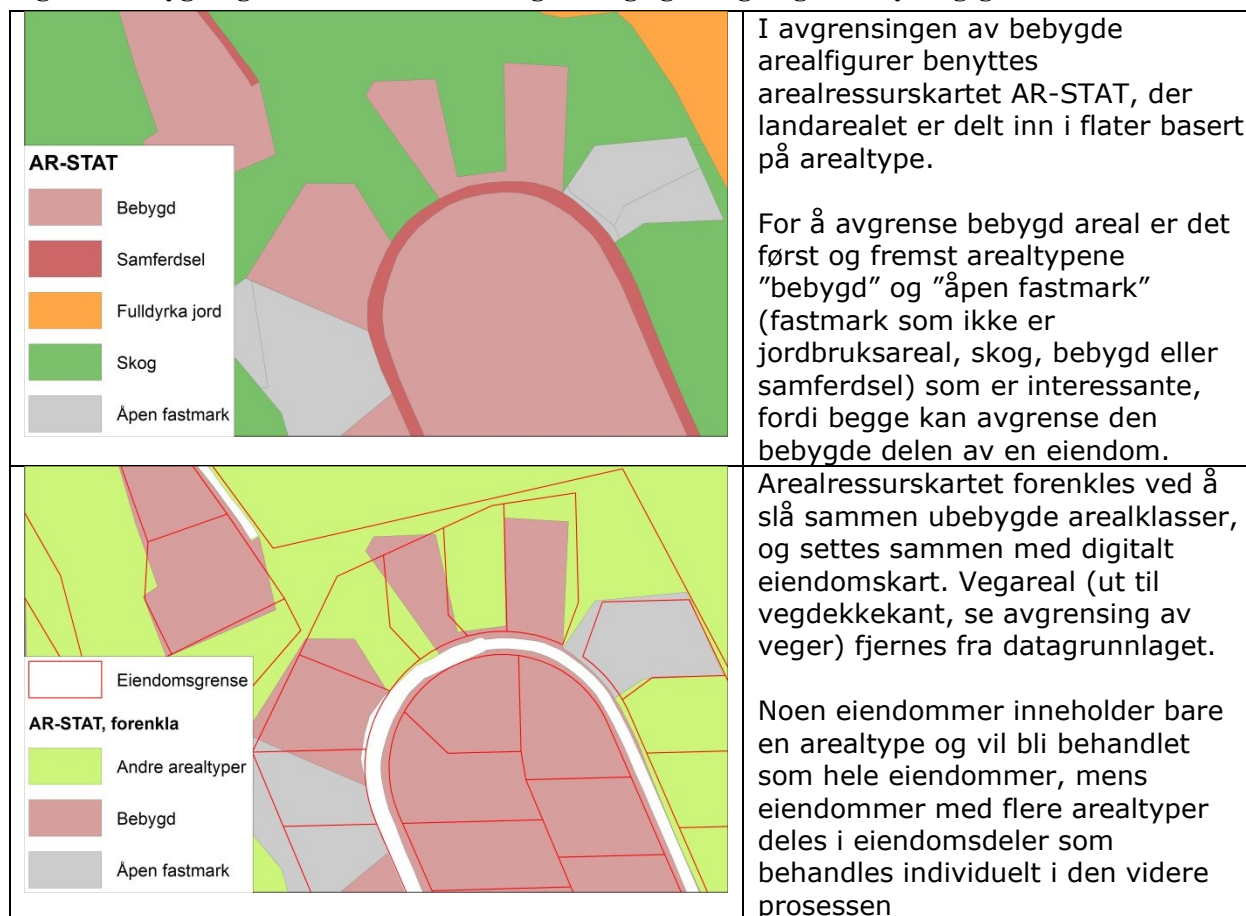 AR-STAT
Bebygd
Samferdsel
Fulldyrka jord
Skog
Åpen fastmark
I avgrensingen av bebygde
arealfigurer benyttes
arealressurskartet AR-STAT, der
landarealet er delt inn i flater basert
på arealtype.
For å avgrense bebygd areal er det
først og fremst arealtypene
”bebygd” og ”åpen fastmark”
(fastmark som ikke er
jordbruksareal, skog, bebygd eller
samferdsel) som er interessante,
fordi begge kan avgrense den
bebygde delen av en eiendom.
Eiendomsgrense
AR-STAT, forenkla
Andre arealtyper
Bebygd
Åpen fastmark
Arealressurskartet forenkles ved å
slå sammen ubebygde arealklasser,
og settes sammen med digitalt
eiendomskart. Vegareal (ut til
vegdekkekant, se avgrensing av
veger) fjernes fra datagrunnlaget.
Noen eiendommer inneholder bare
en arealtype og vil bli behandlet
som hele eiendommer, mens
eiendommer med flere arealtyper
deles i eiendomsdeler som
behandles individuelt i den videre
prosessen